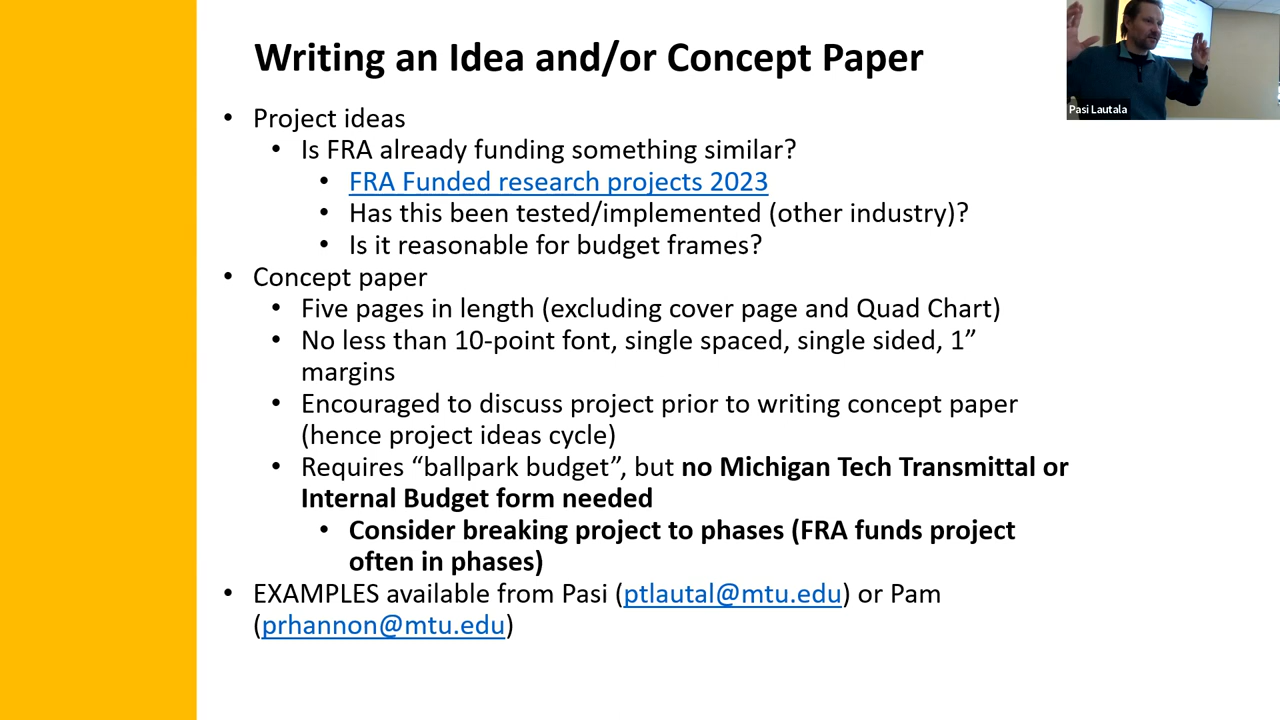 Writing an Idea and/or Concept Paper
Pasi Lautala
• Project ideas
• Is FRA already funding something similar?
• FRA Funded research projects 2023
• Has this been tested/implemented (other industry)?
• Is it reasonable for budget frames?
• Concept paper
• Five pages in length (excluding cover page and Quad Chart)
• No less than 10-point font, single spaced, single sided, 1”
margins
• Encouraged to discuss project prior to writing concept paper
(hence project ideas cycle)
• Requires “ballpark budget”, but no Michigan Tech Transmittal or
Internal Budget form needed
• Consider breaking project to phases (FRA funds project
often in phases)
• EXAMPLES available from Pasi (ptlautal@mtu.edu) or Pam
(prhannon@mtu.edu)